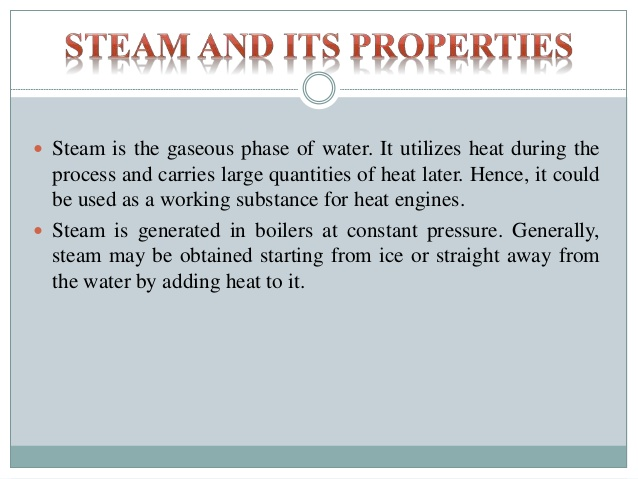 STEAM AND ITS PROPERTIES
Steam is the gaseous phase of water. It utilizes heat during the
process and carries large quantities of heat later. Hence, it could
be used as a working substance for heat engines.
Steam is generated in boilers at constant pressure. Generally,
steam may be obtained starting from ice or straight away from
the water by adding heat to it.